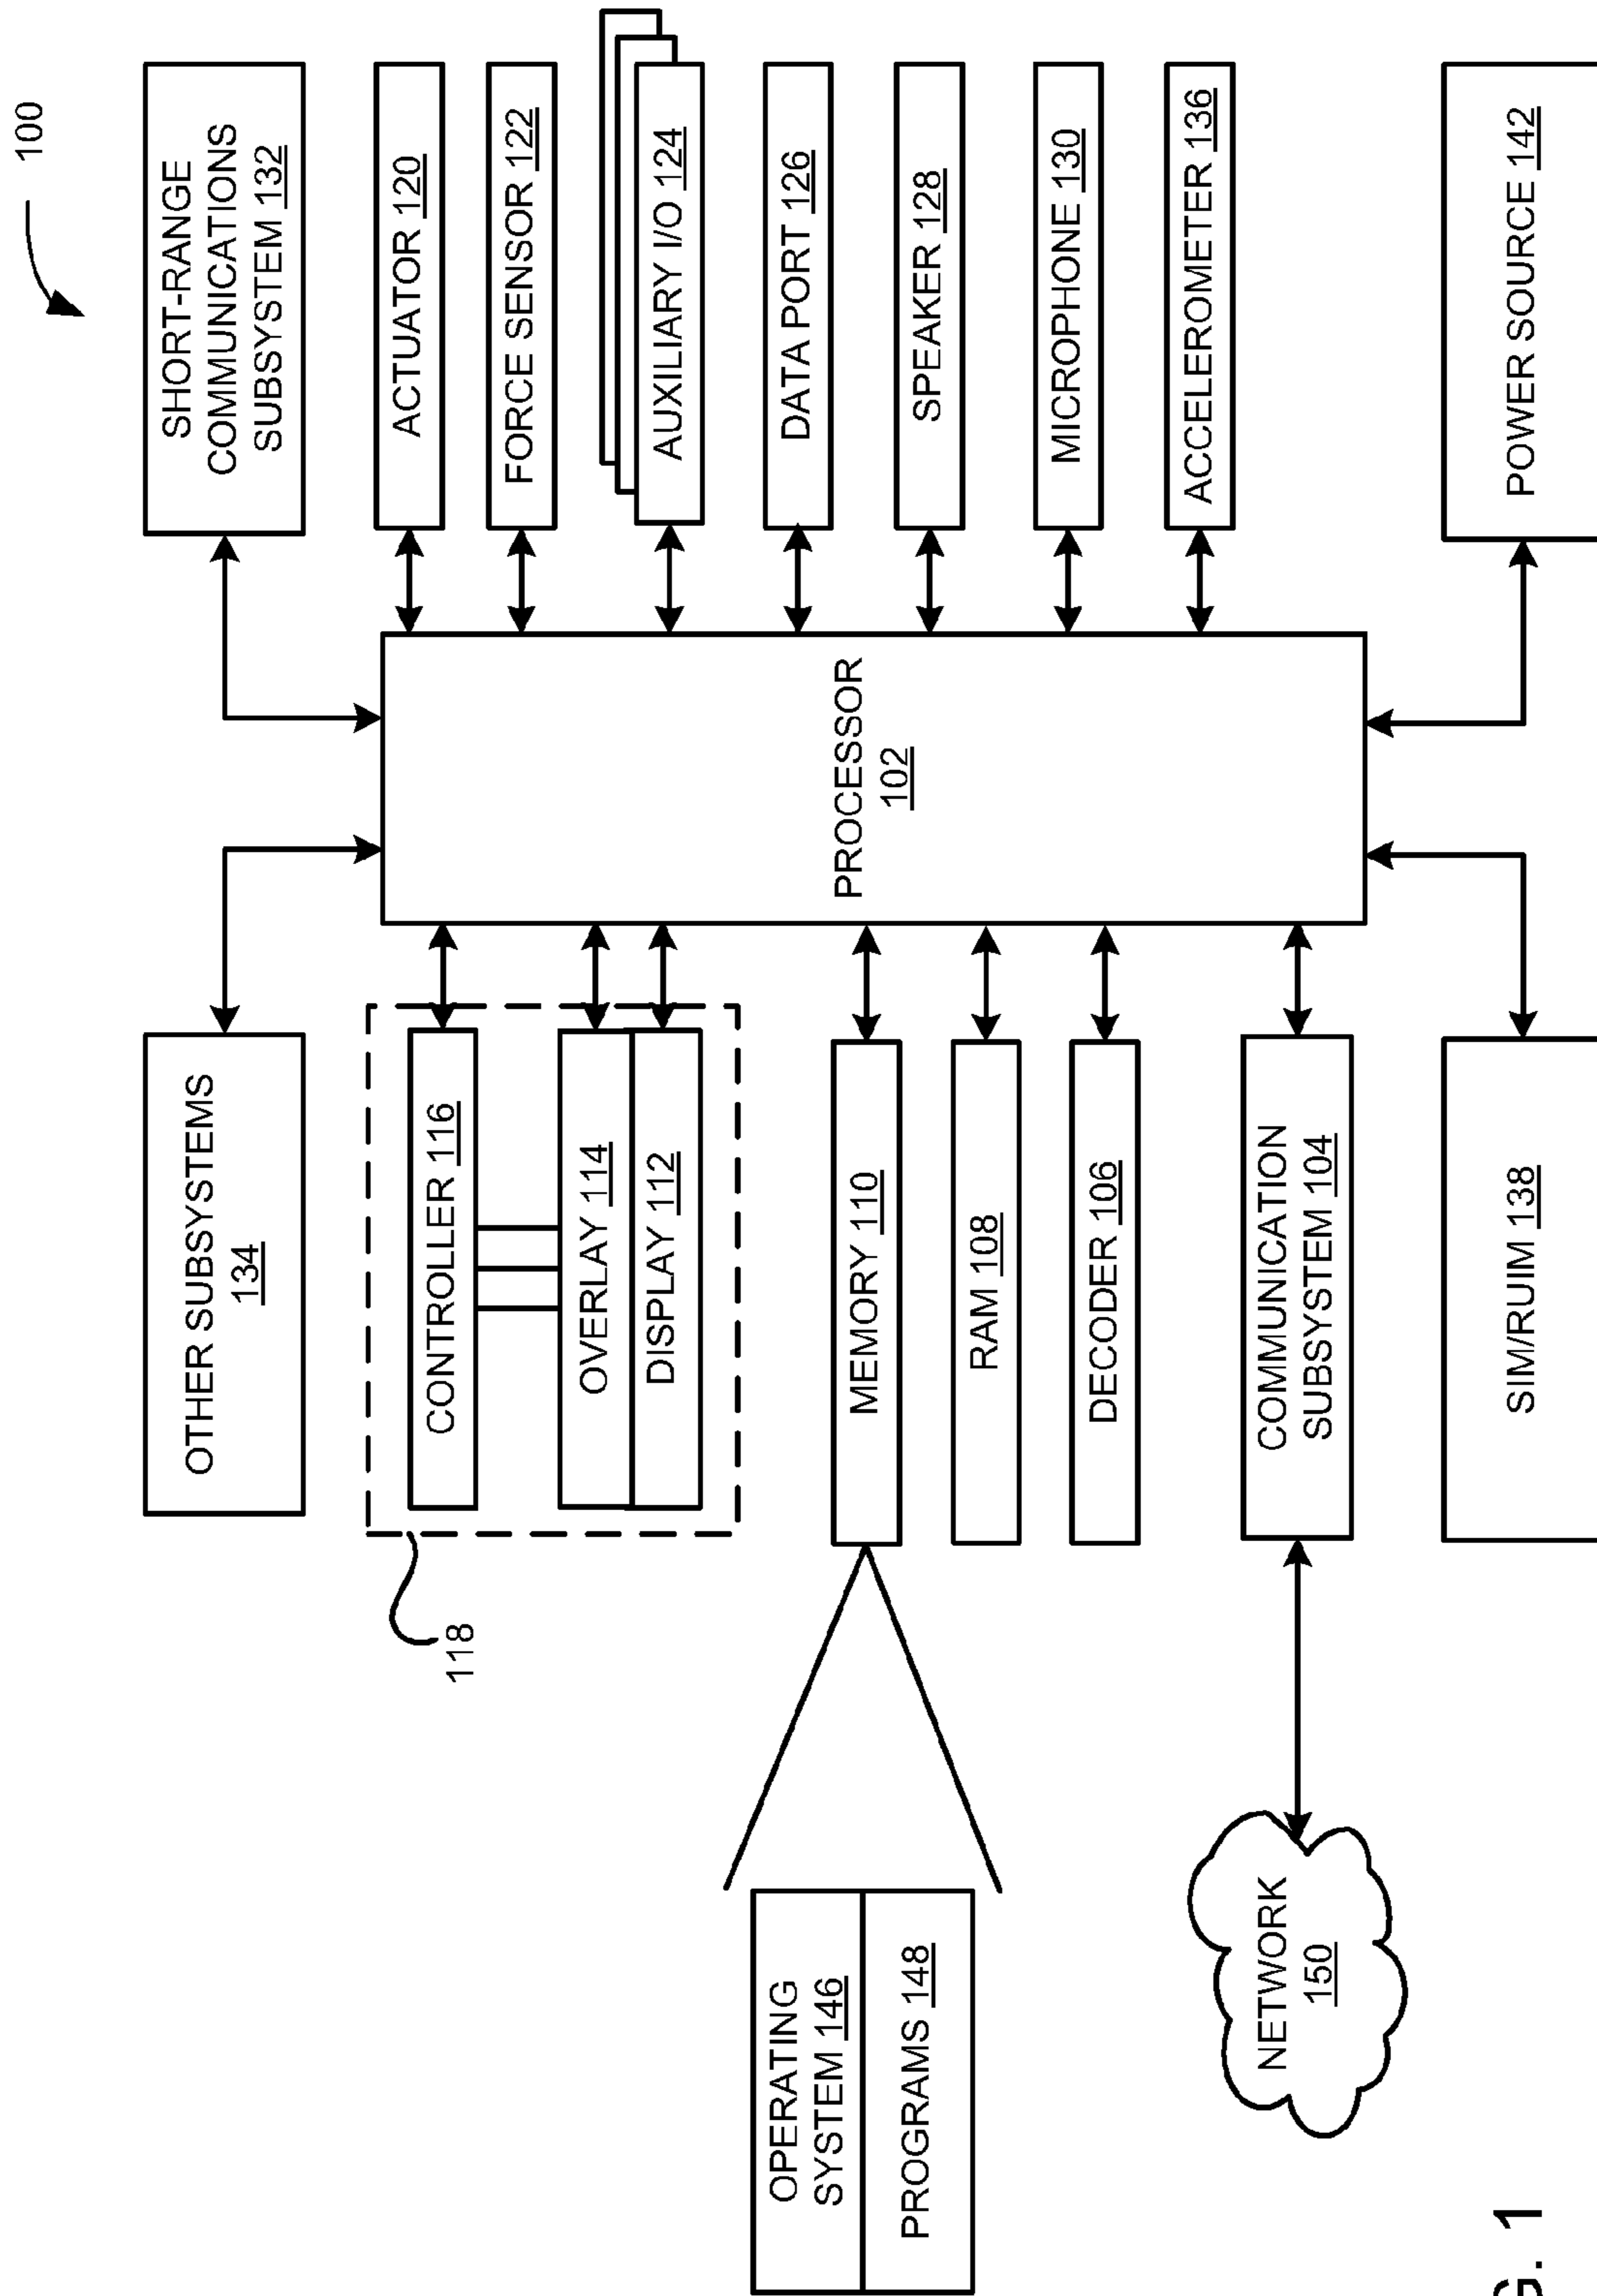 100
OTHER SUBSYSTEMS
134
SHORT-RANGE
COMMUNICATIONS
SUBSYSTEM 132
118
CONTROLLER 116
OVERLAY 114
DISPLAY 112
ACTUATOR 120
FORCE SENSOR 122
AUXILIARY I/O 124
PROCESSOR
102
OPERATING
SYSTEM 146
PROGRAMS 148
MEMORY 110
RAM 108
DECODER 106
DATA PORT 126
SPEAKER 128
MICROPHONE 130
ACCELEROMETER 136
NETWORK
150
COMMUNICATION
SUBSYSTEM 104
SIM/RUIM 138
POWER SOURCE 142
G. 1